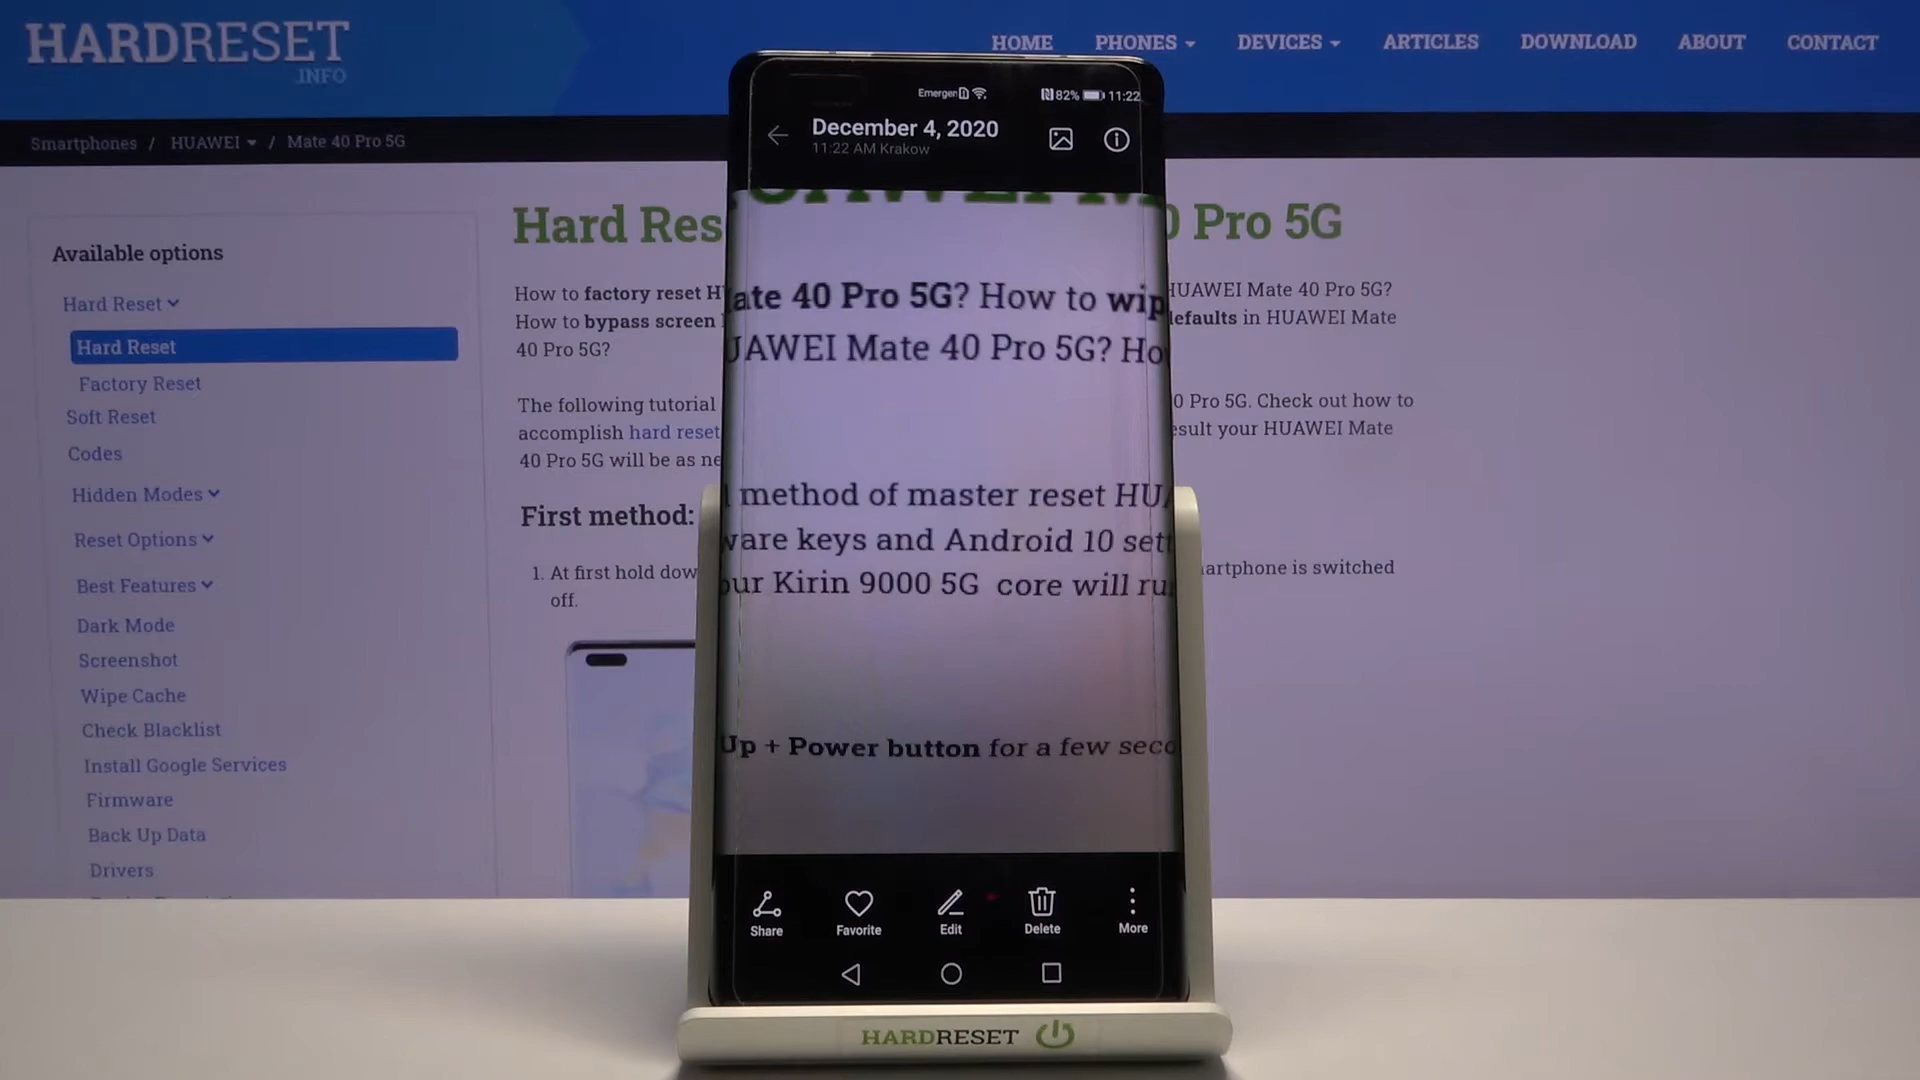 HARDRESET
.INFO
HOME PHONES DEVICES ARTICLES DOWNLOAD ABOUT CONTACT
Smartphones / HUAWEI / Mate 40 Pro 5G
Available options
Hard Reset
Hard Reset
Factory Reset
Soft Reset
Codes
Hidden Modes
Reset Options
Best Features
Dark Mode
Screenshot
Wipe Cache
Check Blacklist
Install Google Services
Firmware
Back Up Data
Drivers
Hard Res
0 Pro 5G
How to factory reset H
HUAWEI Mate 40 Pro 5G?
How to bypass screen
efaults in HUAWEI Mate
40 Pro 5G?
The following tutorial
0 Pro 5G. Check out how to
accomplish hard reset
esult your HUAWEI Mate
40 Pro 5G will be as ne
First method:
1. At first hold dow
artphone is switched
off.
Emergen 82% 11:22
December 4, 2020
11:22 AM Krakow
ate 40 Pro 5G? How to wip
UAWEI Mate 40 Pro 5G? Ho
method of master reset HUA
ware keys and Android 10 sett
our Kirin 9000 5G core will ru
Up + Power button for a few seco
Share Favorite Edit Delete More
HARDRESET